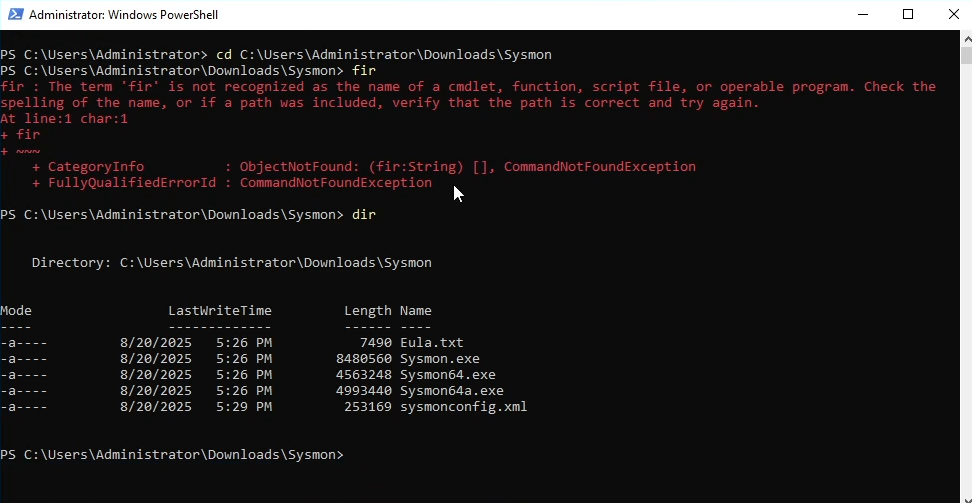 Administrator: Windows PowerShell
PS C:\Users\Administrator> cd C:\Users\Administrator\Downloads\Sysmon
PS C:\Users\Administrator\Downloads\Sysmon> fir
fir : The term 'fir' is not recognized as the name of a cmdlet, function, script file, or operable program. Check the
spelling of the name, or if a path was included, verify that the path is correct and try again.
At line:1 char:1
+ fir
+ ~~~
    + CategoryInfo          : ObjectNotFound: (fir:String) [], CommandNotFoundException
    + FullyQualifiedErrorId : CommandNotFoundException
PS C:\Users\Administrator\Downloads\Sysmon> dir
    Directory: C:\Users\Administrator\Downloads\Sysmon
Mode                 LastWriteTime         Length Name
----                 -------------         ------ ----
-a----         8/20/2025   5:26 PM           7490 Eula.txt
-a----         8/20/2025   5:26 PM        8480560 Sysmon.exe
-a----         8/20/2025   5:26 PM        4563248 Sysmon64.exe
-a----         8/20/2025   5:26 PM        4993440 Sysmon64a.exe
-a----         8/20/2025   5:29 PM         253169 sysmonconfig.xml
PS C:\Users\Administrator\Downloads\Sysmon>